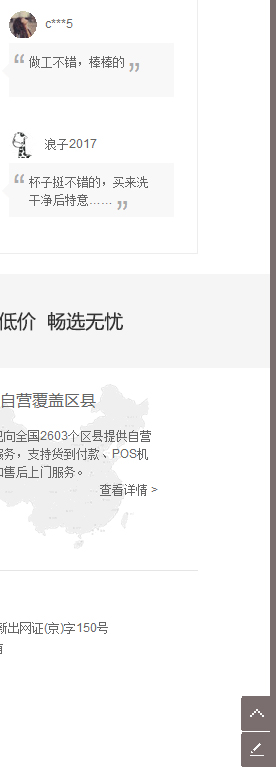 c***5
“ 做工不错，棒棒的 ”
浪子2017
“ 杯子挺不错的，买来洗
干净后特意…… ”
低价 畅选无忧
自营覆盖区县
已向全国2603个区县提供自营
服务，支持货到付款、POS机
和售后上门服务。
查看详情 >
新出网证(京)字150号